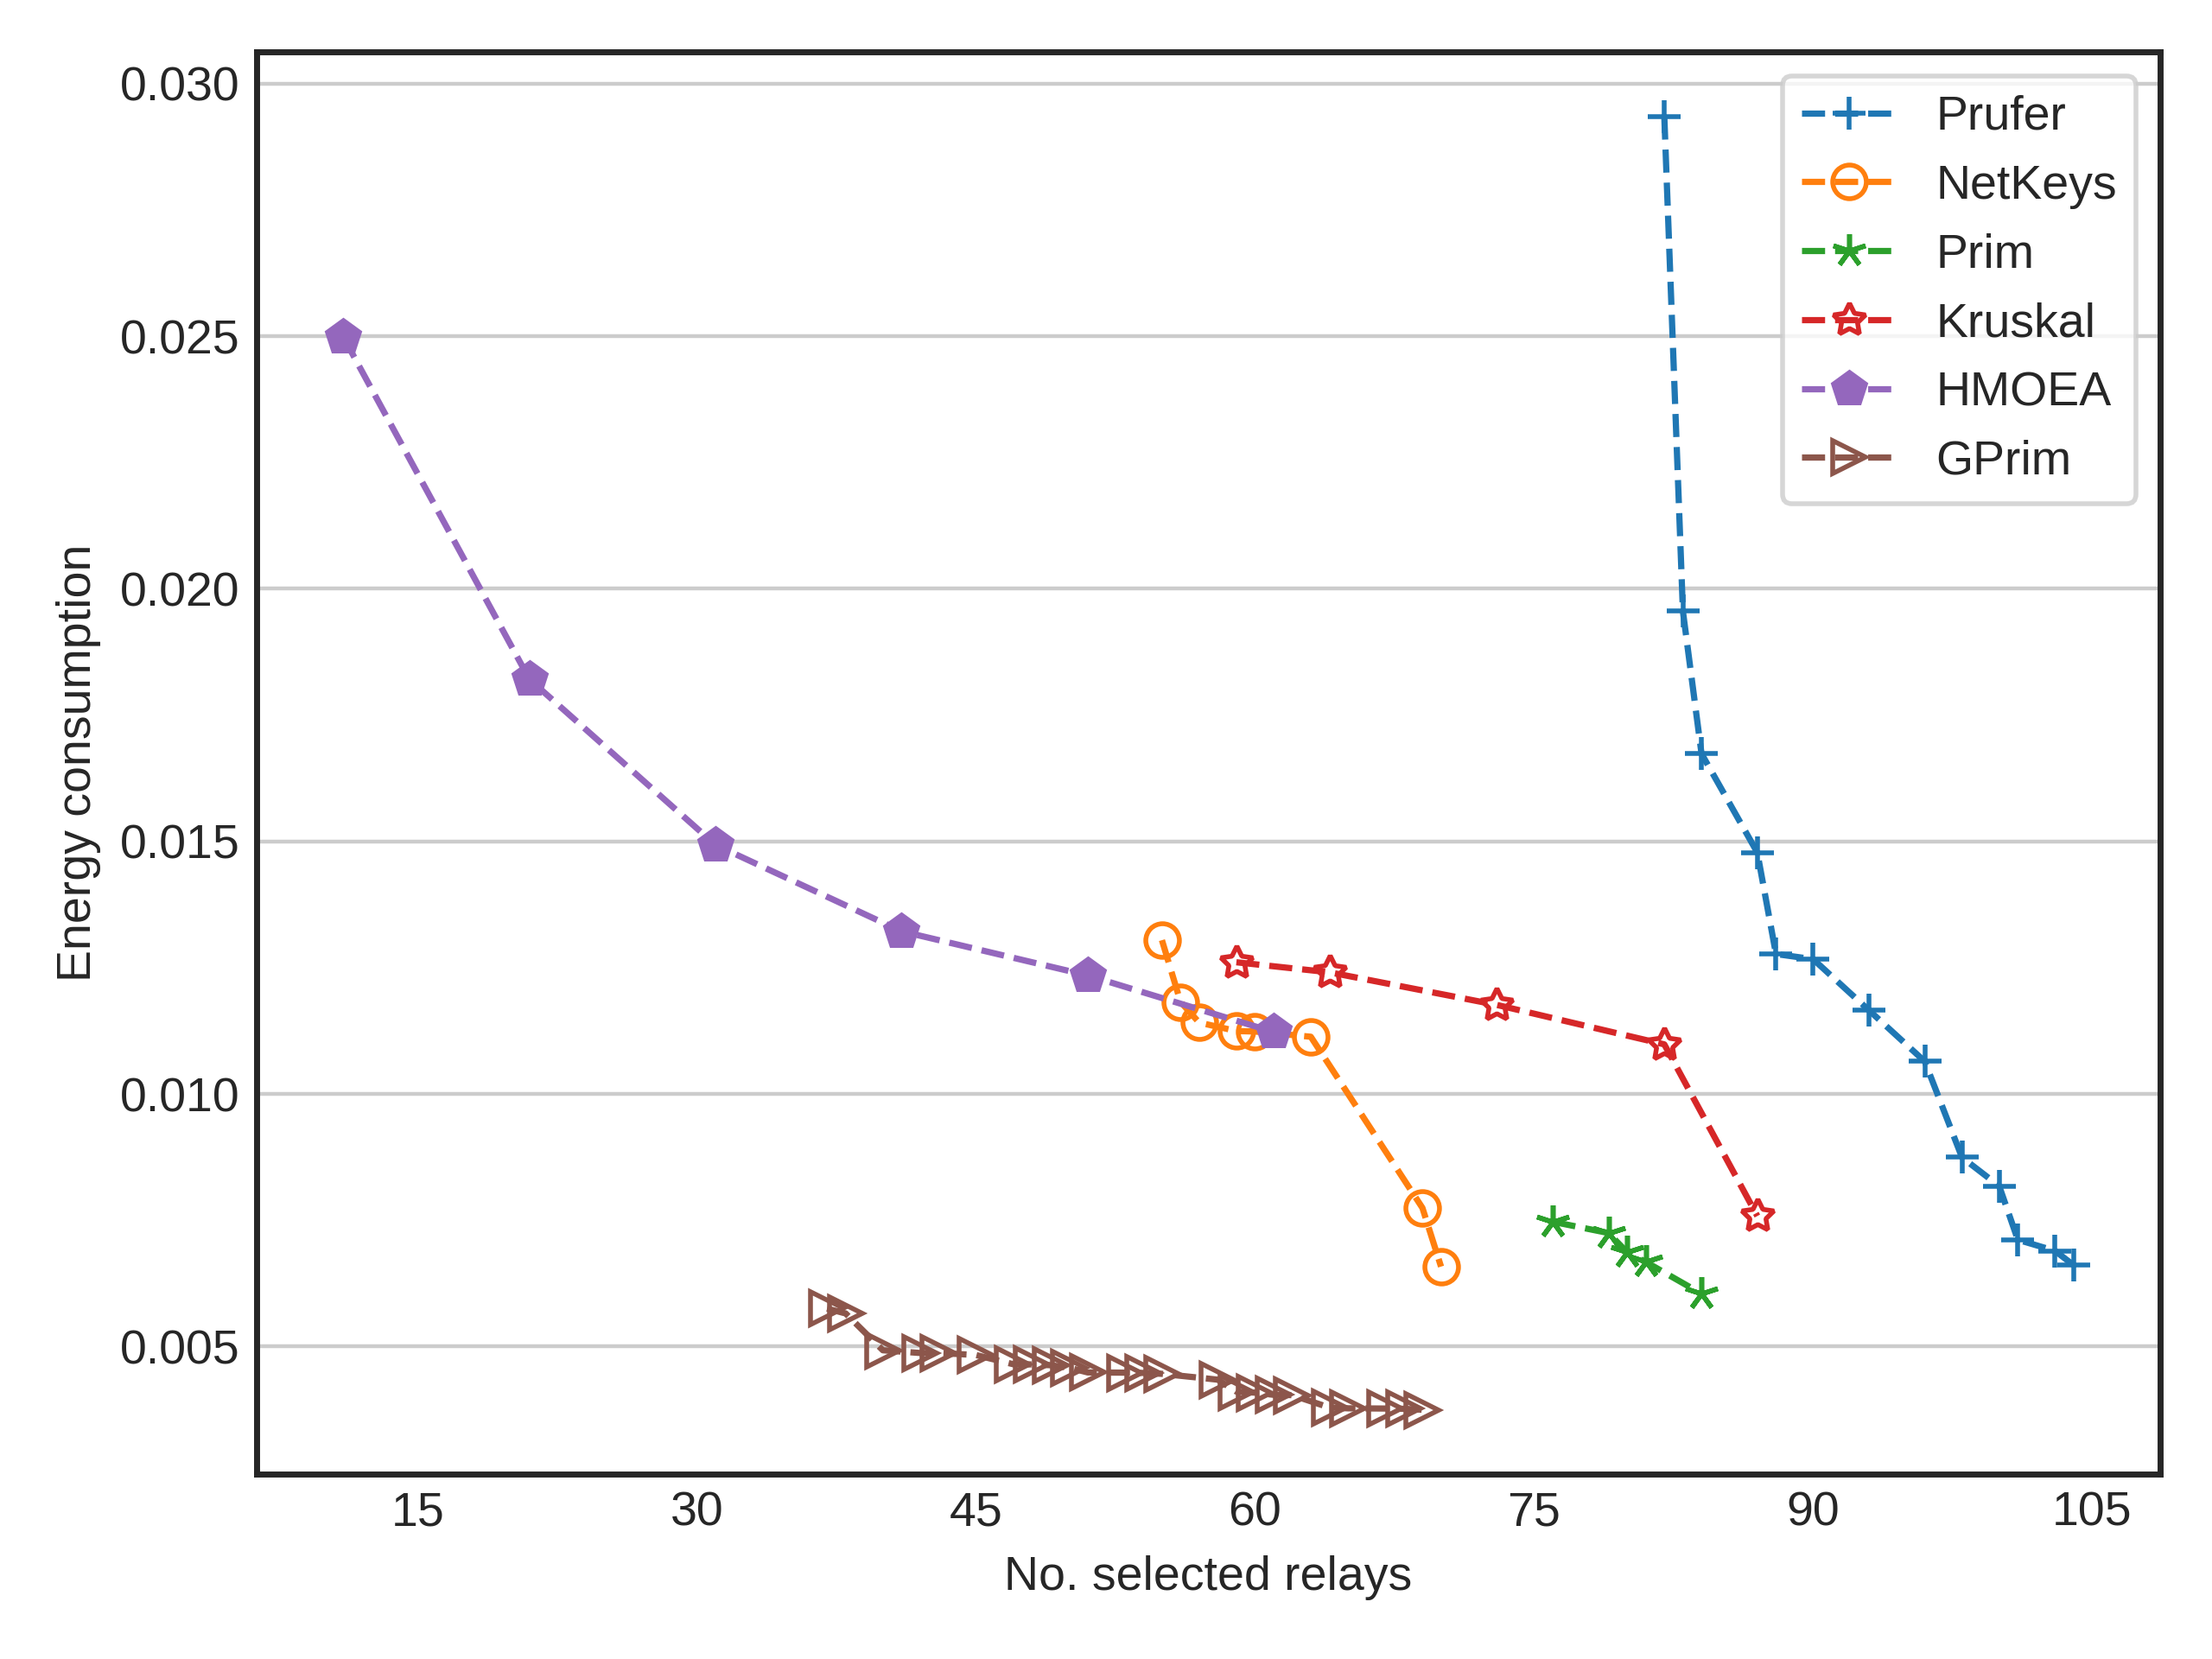 0.030
0.025
0.020
0.015
0.010
0.005
Energy consumption
15 30 45 60 75 90 105
No. selected relays
Prufer
NetKeys
Prim
Kruskal
HMOEA
GPrim